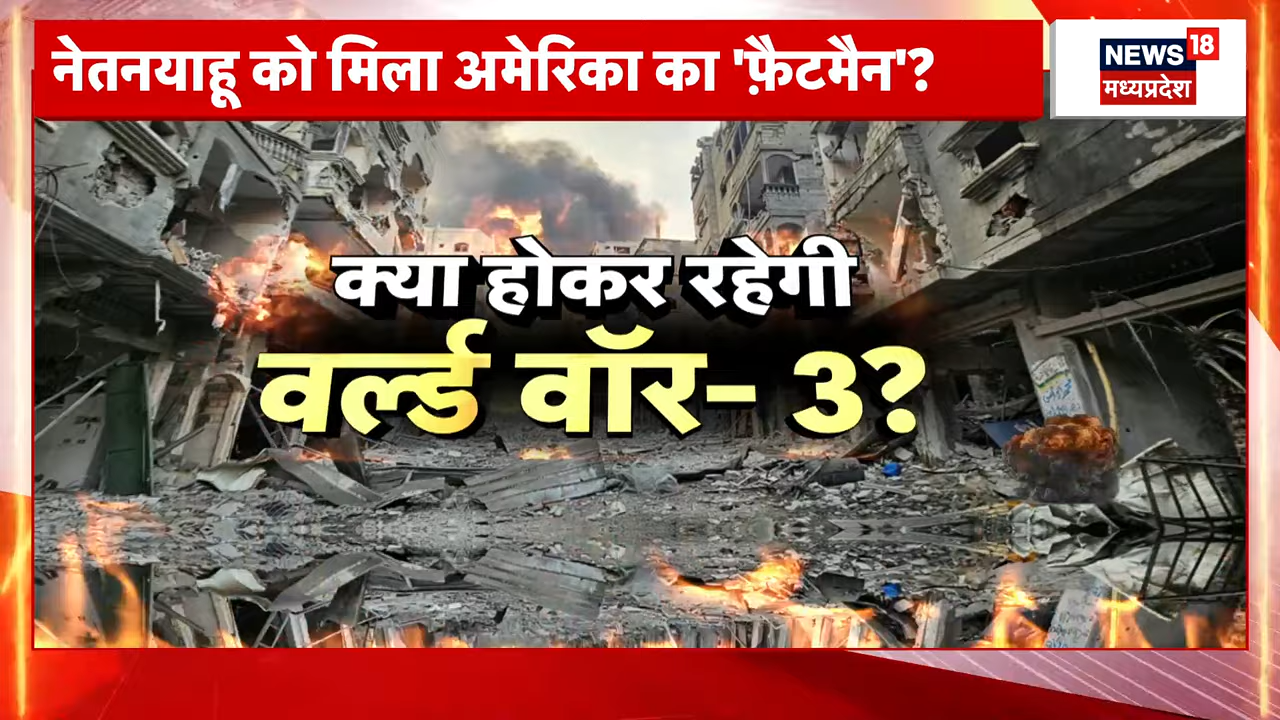 नेतनयाहू को मिला अमेरिका का 'फ़ैटमैन'?
NEWS 18
मध्यप्रदेश
क्या होकर रहेगी
वर्ल्ड वॉर- 3?